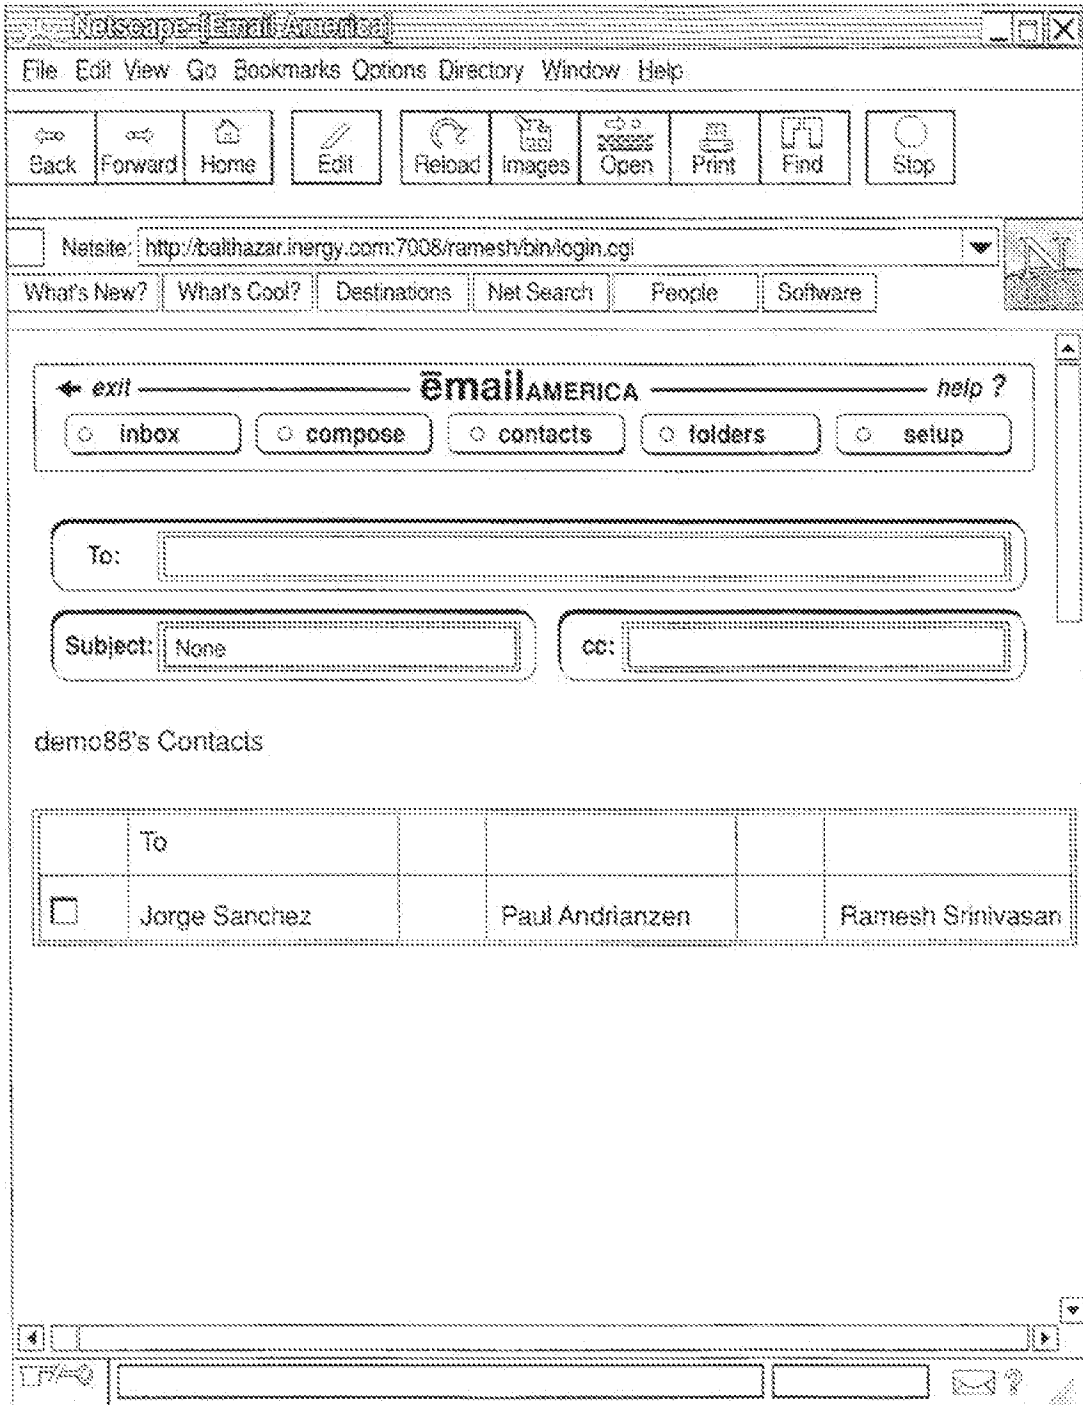 Netscape-[Email America]
File Edit View Go Bookmarks Options Directory Window Help
Back Forward Home Edit Reload Images Open Print Find Stop
Netsite: http://balthazar.inergy.com:7008/ramesh/bin/login.cgi
N
What's New? What's Cool? Destinations Net Search People Software
exit ēmailAMERICA help ?
inbox compose contacts folders setup
To:
Subject: None cc:
demo88's Contacts
To
Jorge Sanchez Paul Andrianzen Ramesh Srinivasan
?